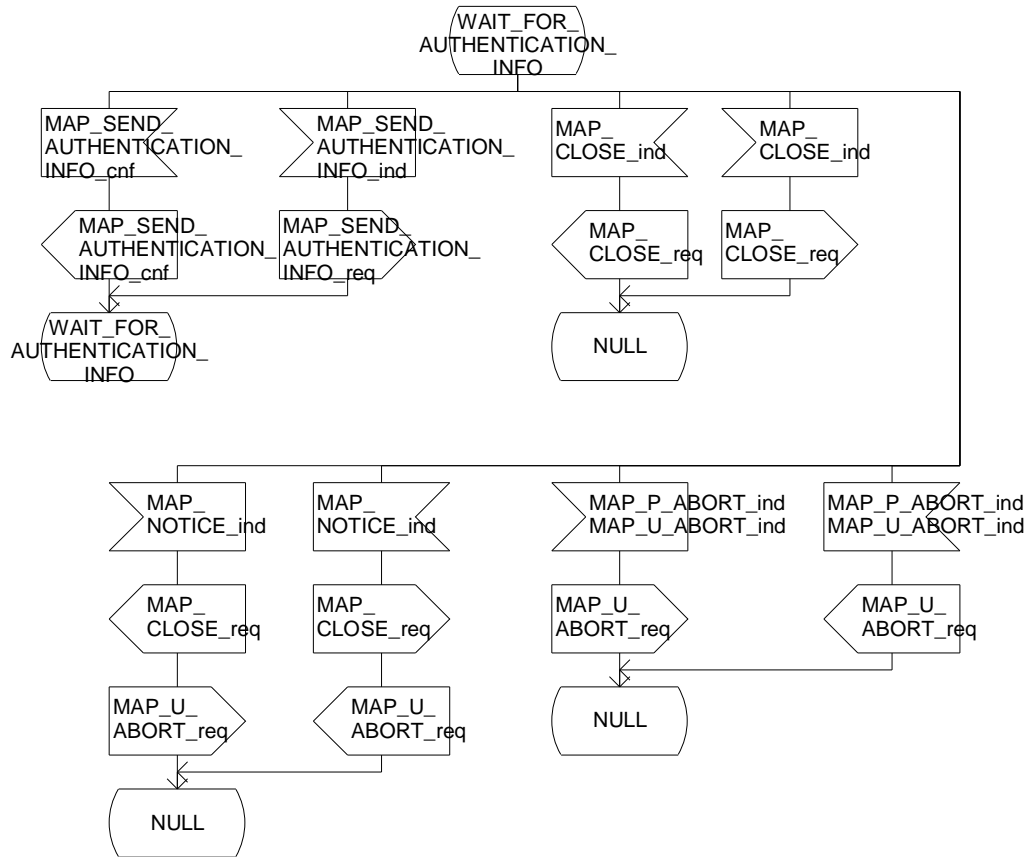 WAIT_FOR_
AUTHENTICATION_
INFO
MAP_SEND_
AUTHENTICATION_
INFO_cnf
MAP_SEND_
AUTHENTICATION_
INFO_ind
MAP_
CLOSE_ind
MAP_
CLOSE_ind
MAP_SEND_
AUTHENTICATION_
INFO_cnf
MAP_SEND_
AUTHENTICATION_
INFO_req
MAP_
CLOSE_req
MAP_
CLOSE_req
WAIT_FOR_
AUTHENTICATION_
INFO
NULL
MAP_
NOTICE_ind
MAP_
NOTICE_ind
MAP_P_ABORT_ind
MAP_U_ABORT_ind
MAP_P_ABORT_ind
MAP_U_ABORT_ind
MAP_
CLOSE_req
MAP_
CLOSE_req
MAP_U_
ABORT_req
MAP_U_
ABORT_req
MAP_U_
ABORT_req
MAP_U_
ABORT_req
NULL
NULL